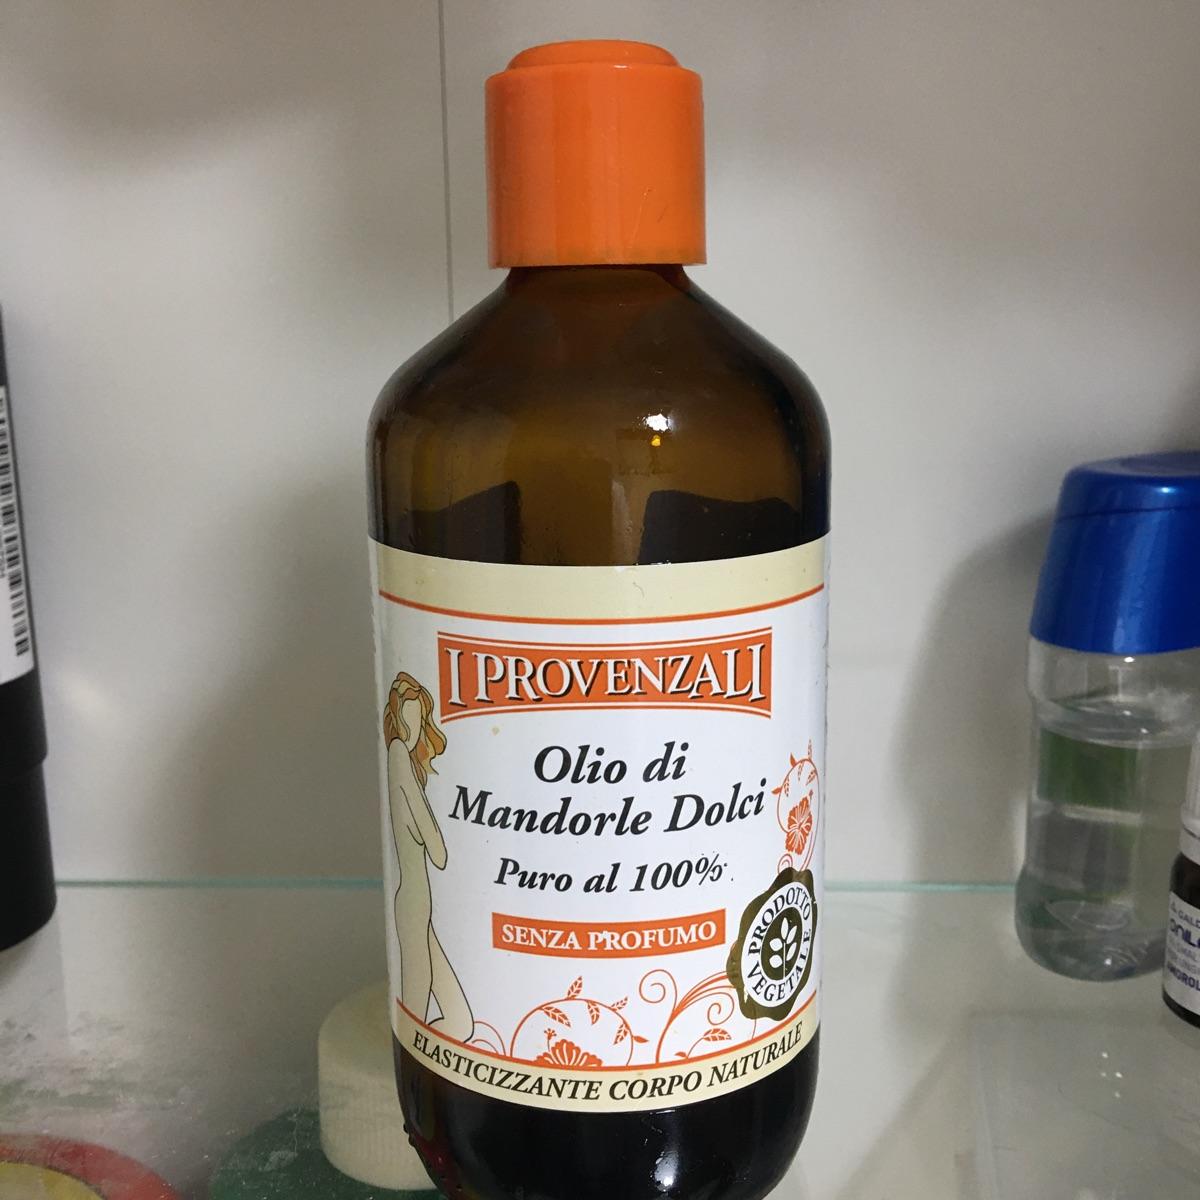 I PROVENZALI
Olio di
Mandorle Dolci
Puro al 100%
SENZA PROFUMO
PRODOTTO
VEGETALE
ELASTICIZZANTE CORPO NATURALE